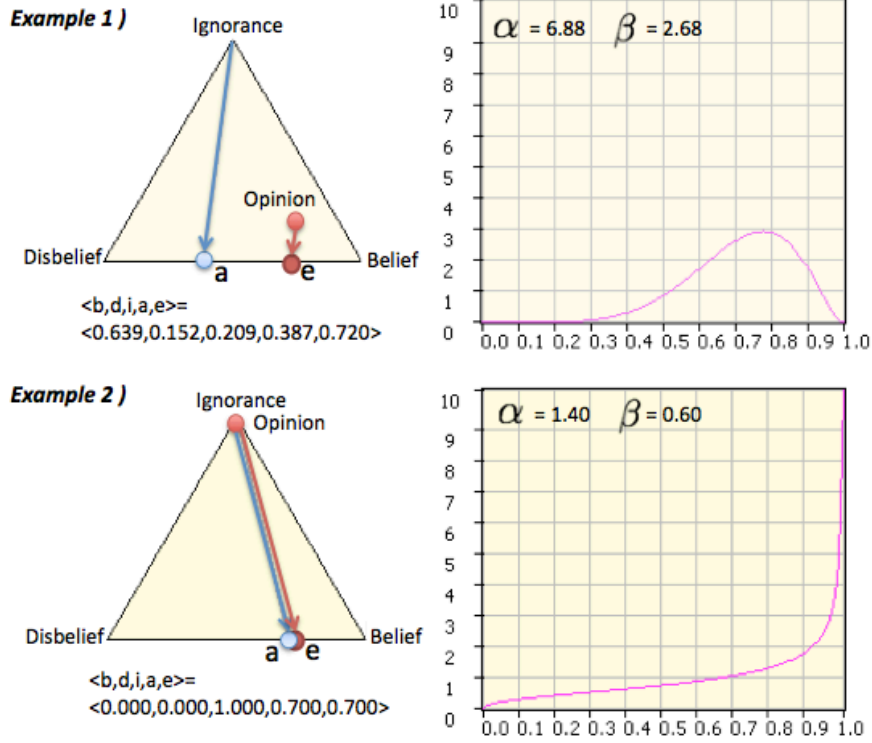 Example 1 )
Ignorance
Opinion
Disbelief
Belief
a
e
<b,d,i,a,e>=
<0.639,0.152,0.209,0.387,0.720>
α = 6.88 β = 2.68
10
9
8
7
6
5
4
3
2
1
0
0.0 0.1 0.2 0.3 0.4 0.5 0.6 0.7 0.8 0.9 1.0
Example 2 )
Ignorance
Opinion
Disbelief
Belief
a
e
<b,d,i,a,e>=
<0.000,0.000,1.000,0.700,0.700>
α = 1.40 β = 0.60
10
9
8
7
6
5
4
3
2
1
0
0.0 0.1 0.2 0.3 0.4 0.5 0.6 0.7 0.8 0.9 1.0